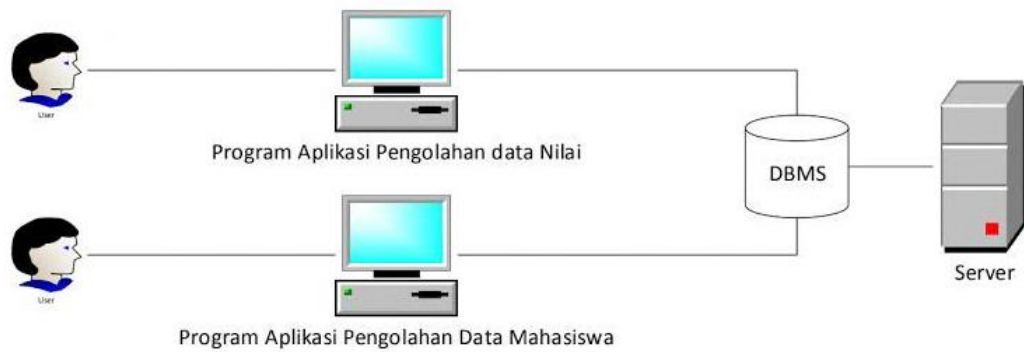 User
Program Aplikasi Pengolahan data Nilai
DBMS
User
Server
Program Aplikasi Pengolahan Data Mahasiswa